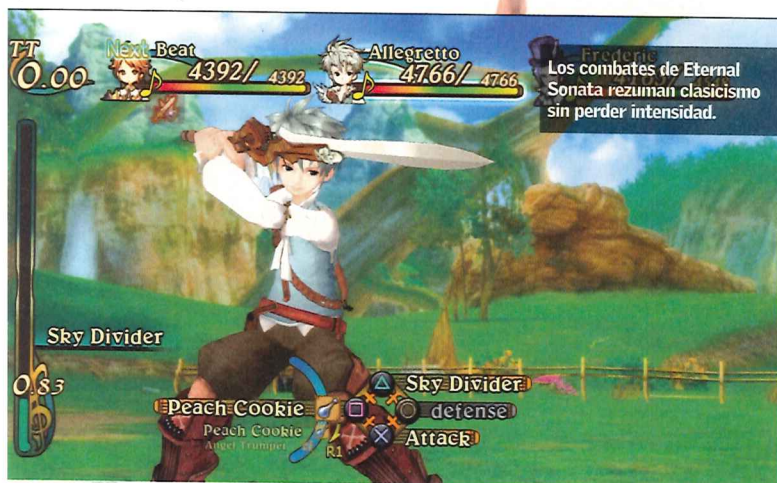 TT
0.00
Next Beat
4392/ 4392
Allegretto
4766/ 4766
Frederic
Los combates de Eternal
Sonata rezuman clasicismo
sin perder intensidad.
Sky Divider
0.83
Sky Divider
Peach Cookie
defense
Peach Cookie
Angel Trumpet
R1
Attack